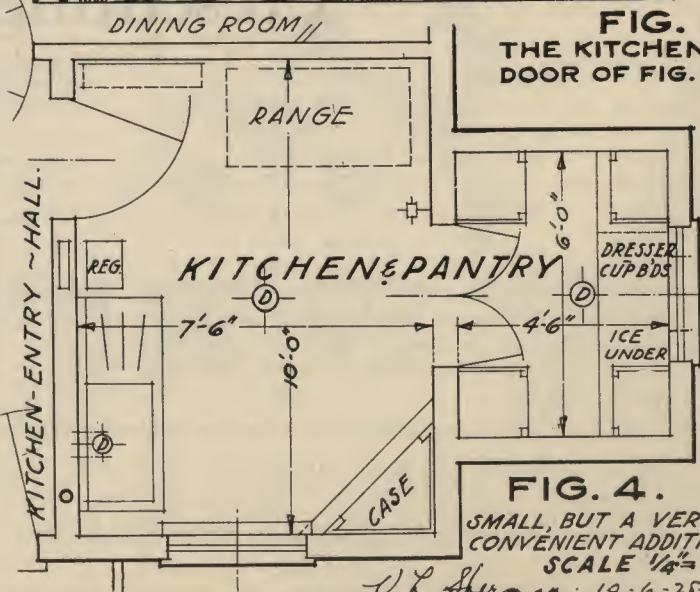 DINING ROOM
FIG.
THE KITCHEN
DOOR OF FIG.
RANGE
KITCHEN-ENTRY ~ HALL.
REG.
KITCHEN & PANTRY
6'-0"
DRESSER
CUPB'DS
D
D
7'-6"
4'-6"
10'-0"
ICE
UNDER
D
CASE
FIG. 4.
SMALL, BUT A VER
CONVENIENT ADDITI
SCALE 1/4"=